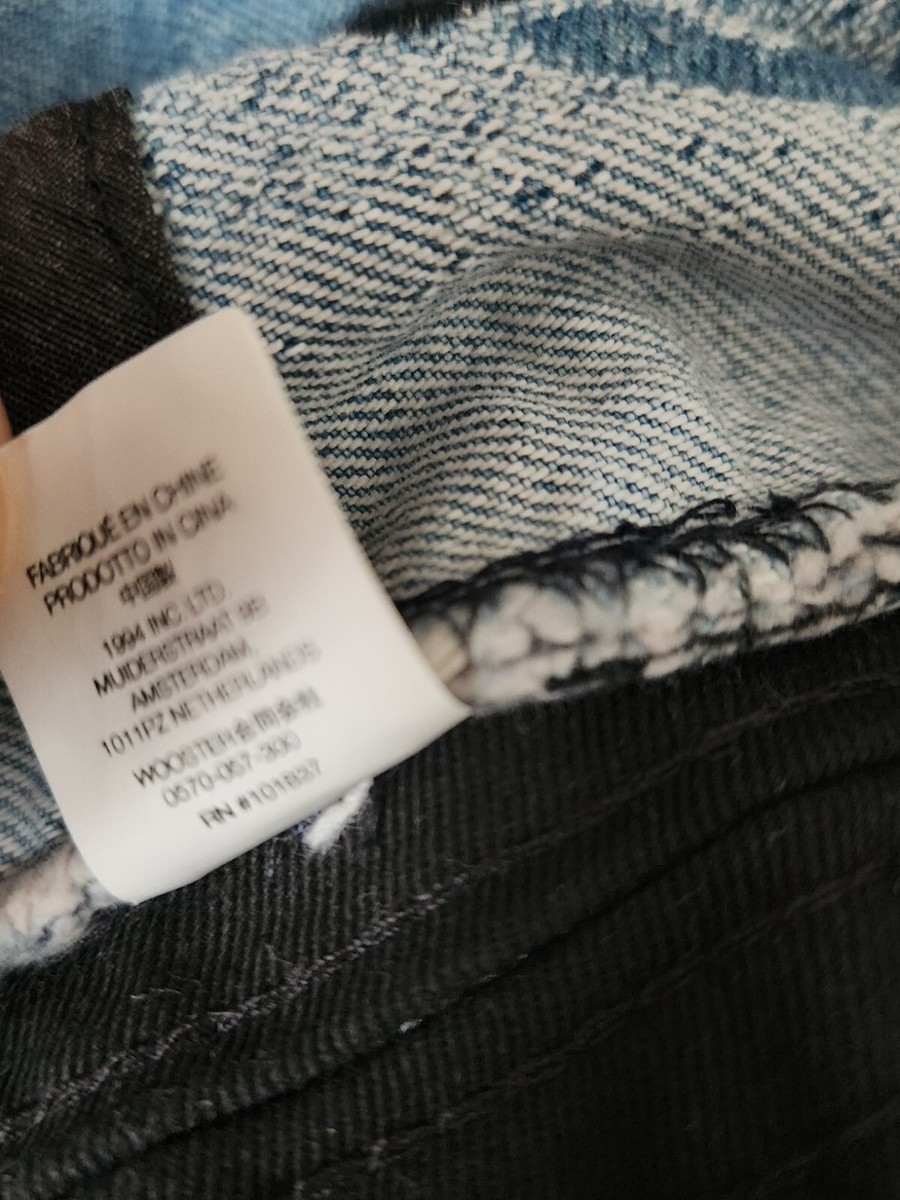 FABRIQUÉ EN CHINE
PRODOTTO IN CINA
中国製
1994 INC. LTD.
MUIDERSTRAAT 9B
AMSTERDAM,
1011PZ NETHERLANDS
WOOSTER合同会社
0570-057-300
RN #101837